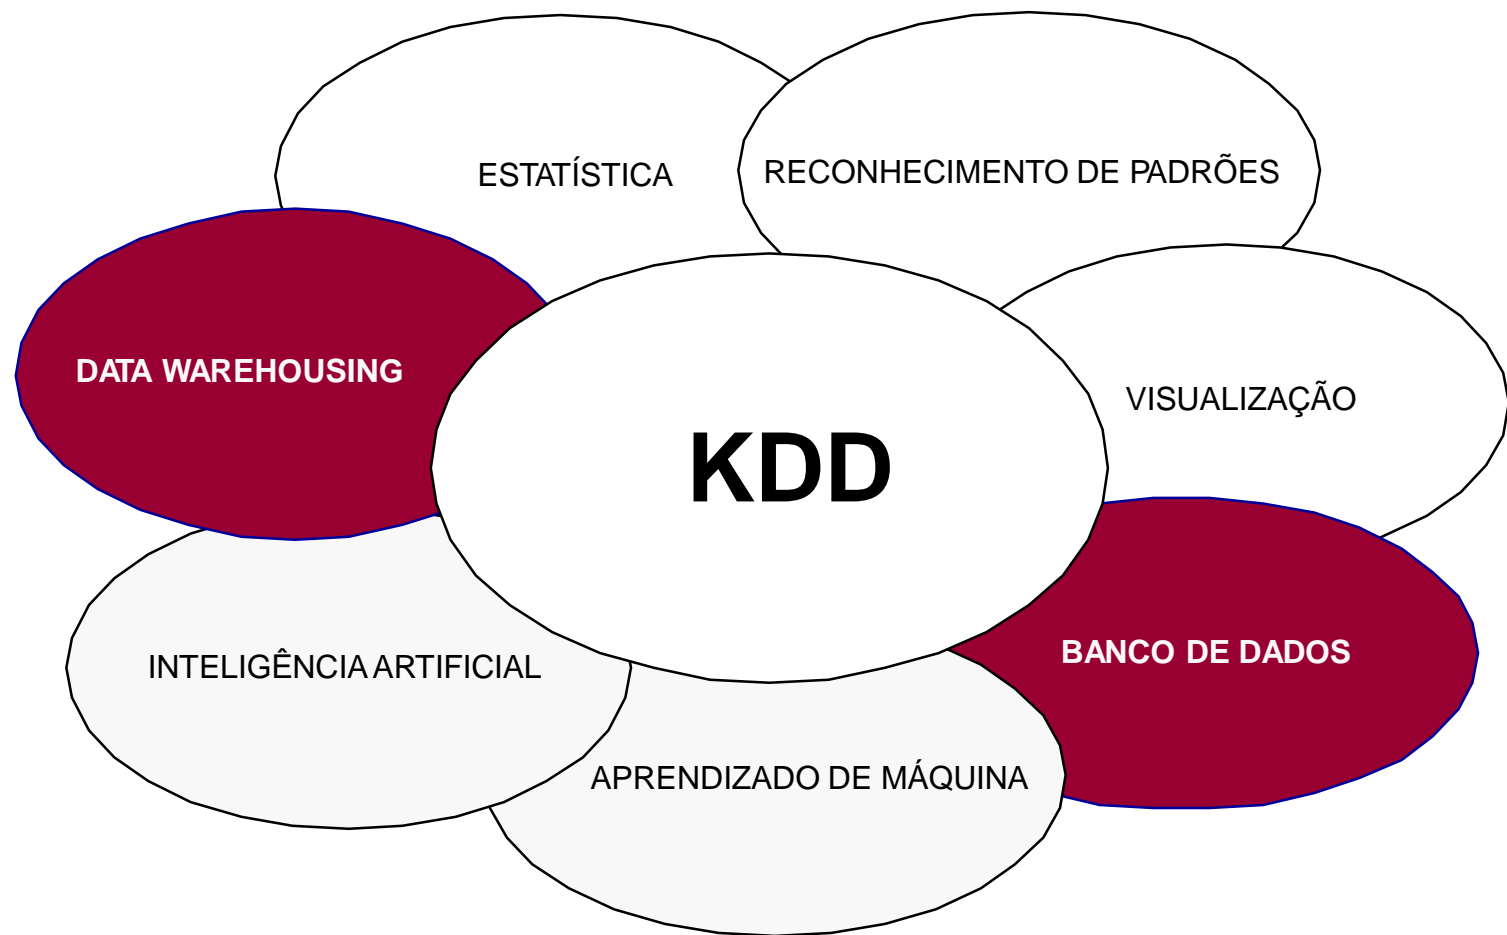 ESTATÍSTICA
RECONHECIMENTO DE PADRÕES
DATA WAREHOUSING
VISUALIZAÇÃO
KDD
BANCO DE DADOS
INTELIGÊNCIA ARTIFICIAL
APRENDIZADO DE MÁQUINA